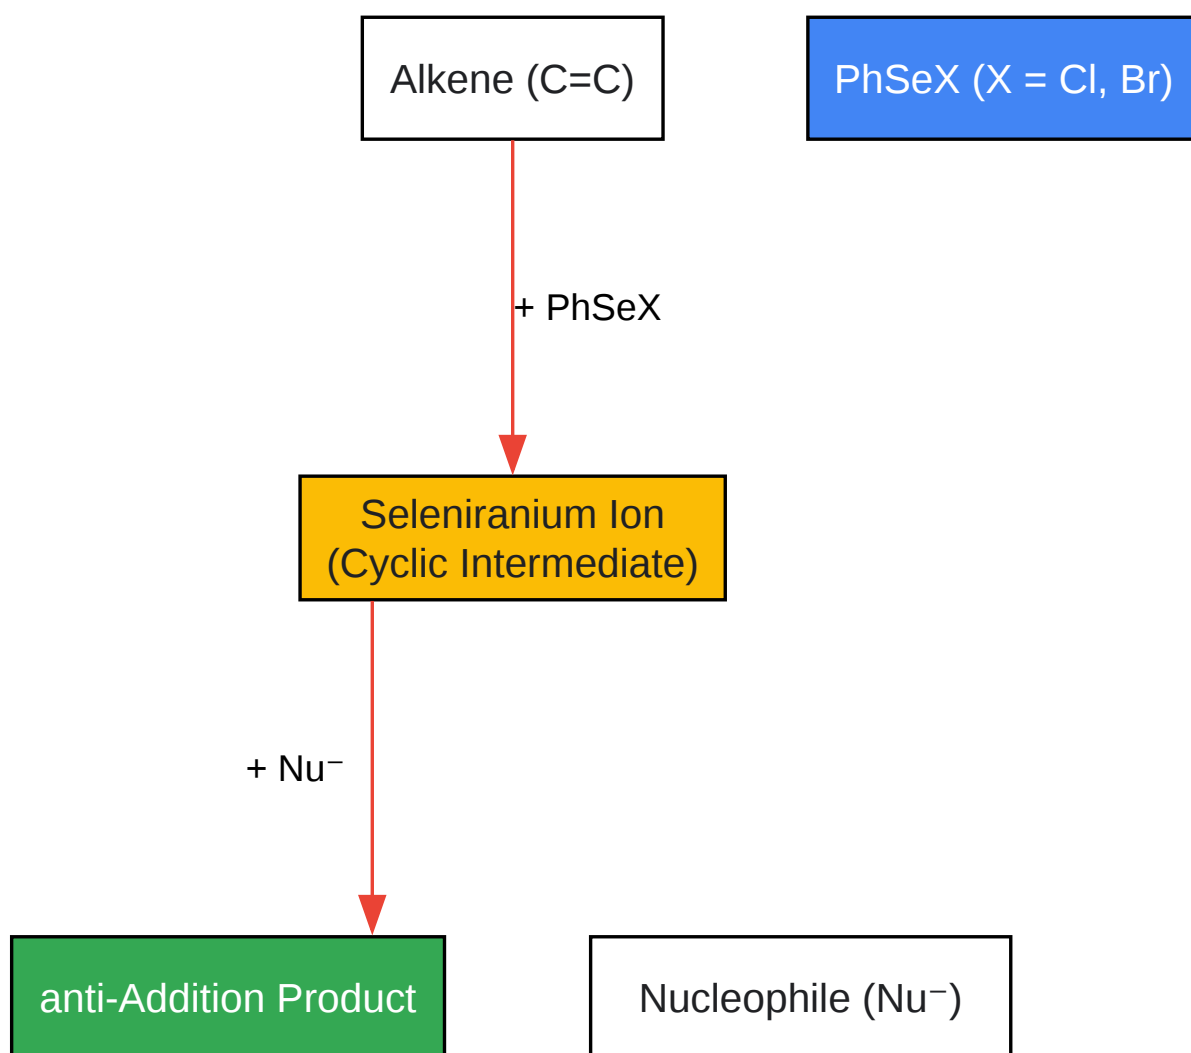 Alkene (C=C)
PhSeX (X = Cl, Br)
+ PhSeX
Seleniranium Ion
(Cyclic Intermediate)
+ Nu⁻
anti-Addition Product
Nucleophile (Nu⁻)